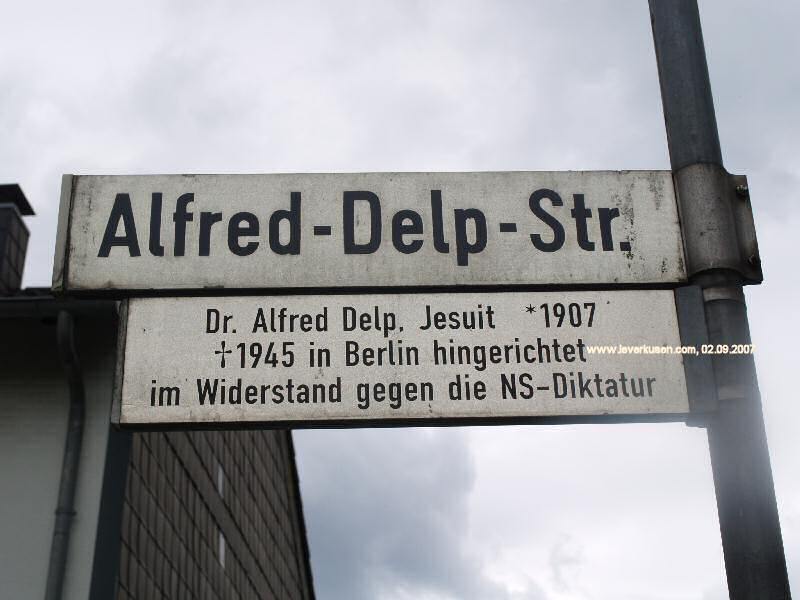 Alfred-Delp-Str.
Dr. Alfred Delp, Jesuit *1907
†1945 in Berlin hingerichtet
www.leverkusen.com, 02.09.2007
im Widerstand gegen die NS-Diktatur